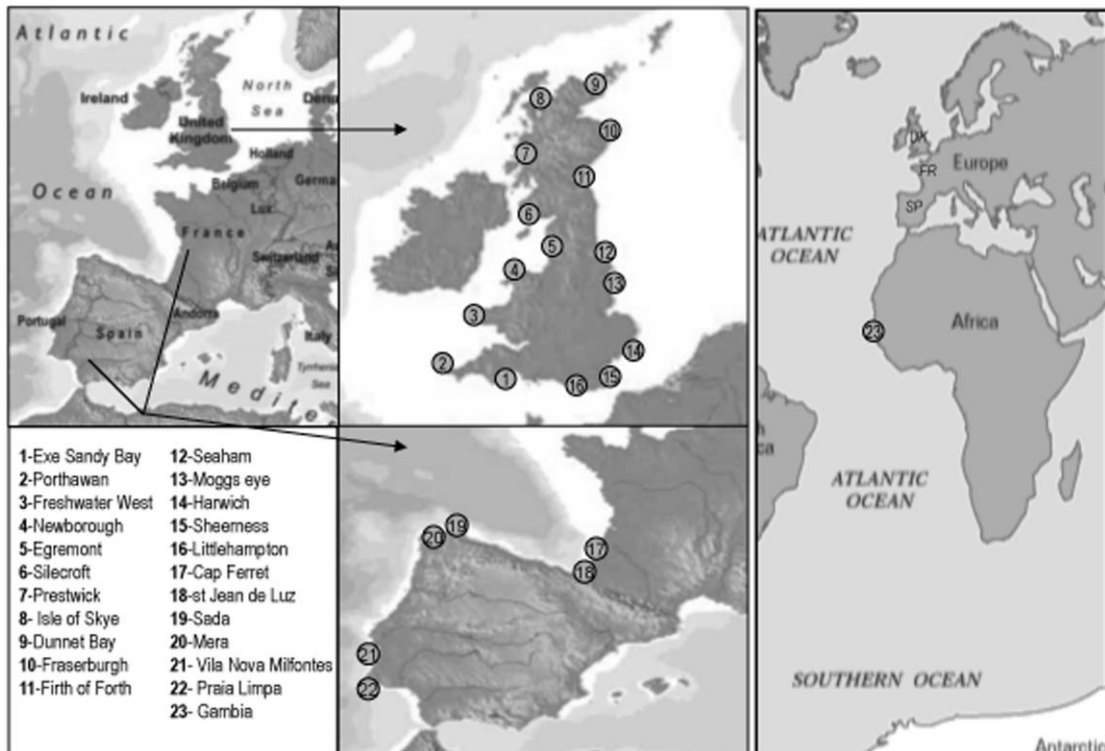 Atlantic
Ireland
North
Sea
United
Kingdom
Holland
Belgium
Lux
Ocean
France
Switzerland
Portugal
Spain
Andorra
Italy
Sea
1-Exe Sandy Bay
2-Porthawan
3-Freshwater West
4-Newborough
5-Egremont
6-Silecroft
7-Prestwick
8- Isle of Skye
9-Dunnet Bay
10-Fraserburgh
11-Firth of Forth
12-Seaham
13-Moggs eye
14-Harwich
15-Sheerness
16-Littlehampton
17-Cap Ferret
18-st Jean de Luz
19-Sada
20-Mera
21- Vila Nova Milfontes
22- Praia Limpa
23- Gambia
9
8
10
7
11
6
5
12
4
13
3
14
2
1
16
15
19
20
17
18
21
22
UK
FR
SP
Europe
ATLANTIC
OCEAN
23
Africa
ATLANTIC
OCEAN
SOUTHERN OCEAN